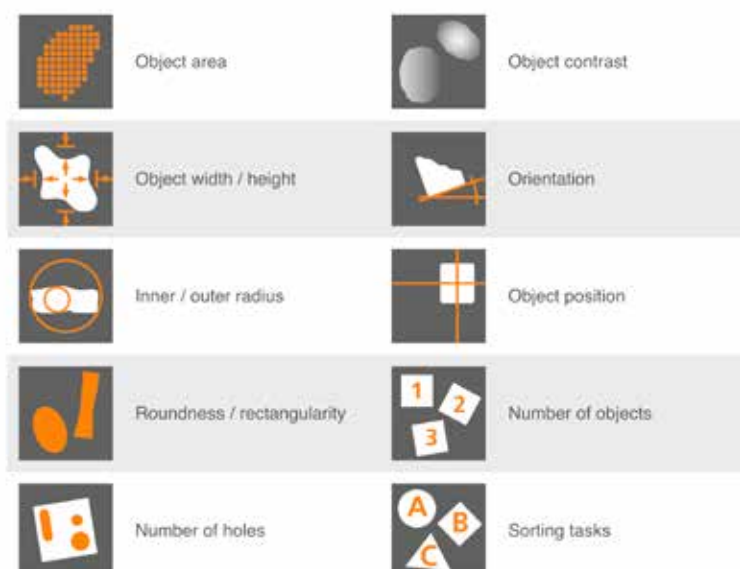 Object area
Object contrast
Object width / height
Orientation
Inner / outer radius
Object position
Roundness / rectangularity
1
2
3
Number of objects
Number of holes
A
B
C
Sorting tasks